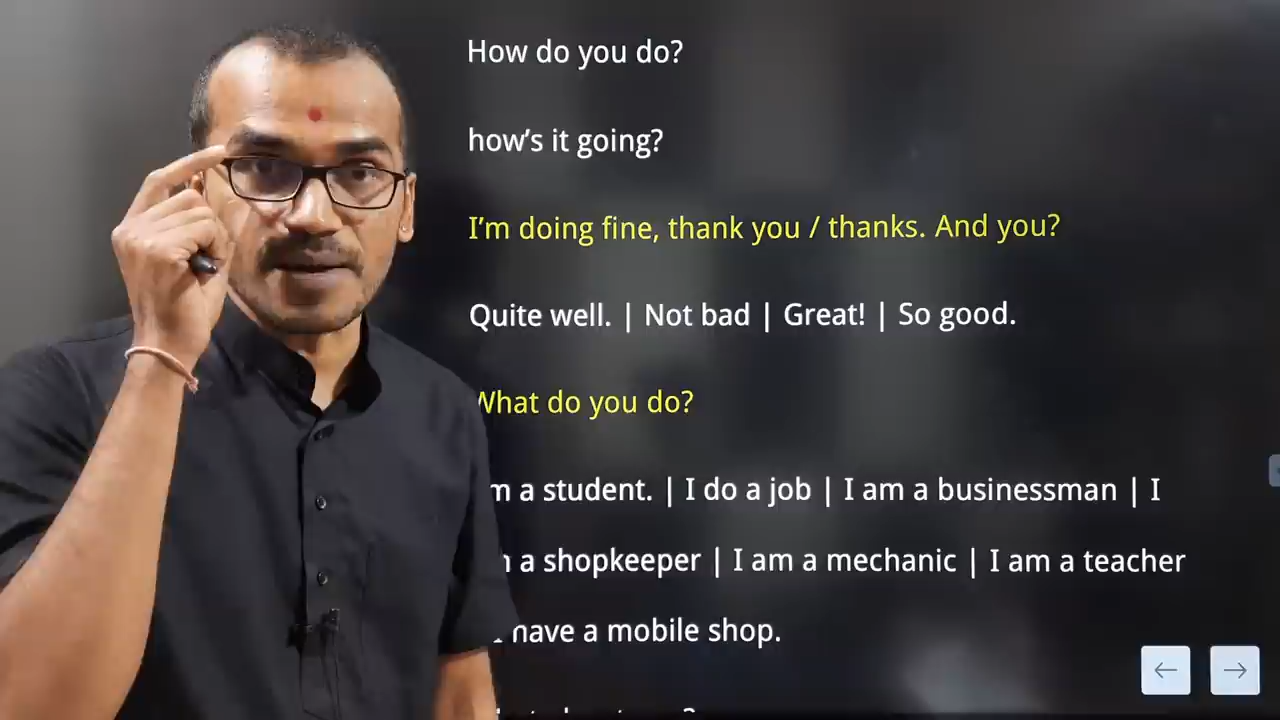 How do you do?
how's it going?
I'm doing fine, thank you / thanks. And you?
Quite well. | Not bad | Great! | So good.
What do you do?
a student. | I do a job | I am a businessman | I
a shopkeeper | I am a mechanic | I am a teacher
have a mobile shop.